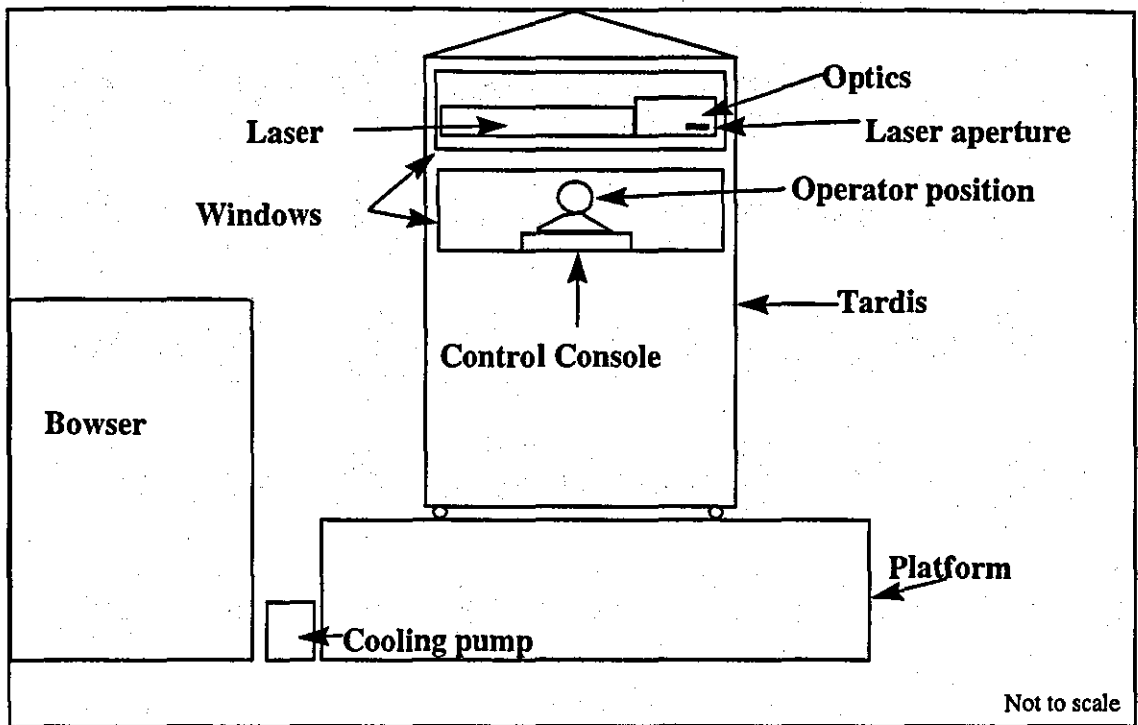 Optics
Laser
Laser aperture
Operator position
Windows
Tardis
Control Console
Bowser
Platform
Cooling pump
Not to scale